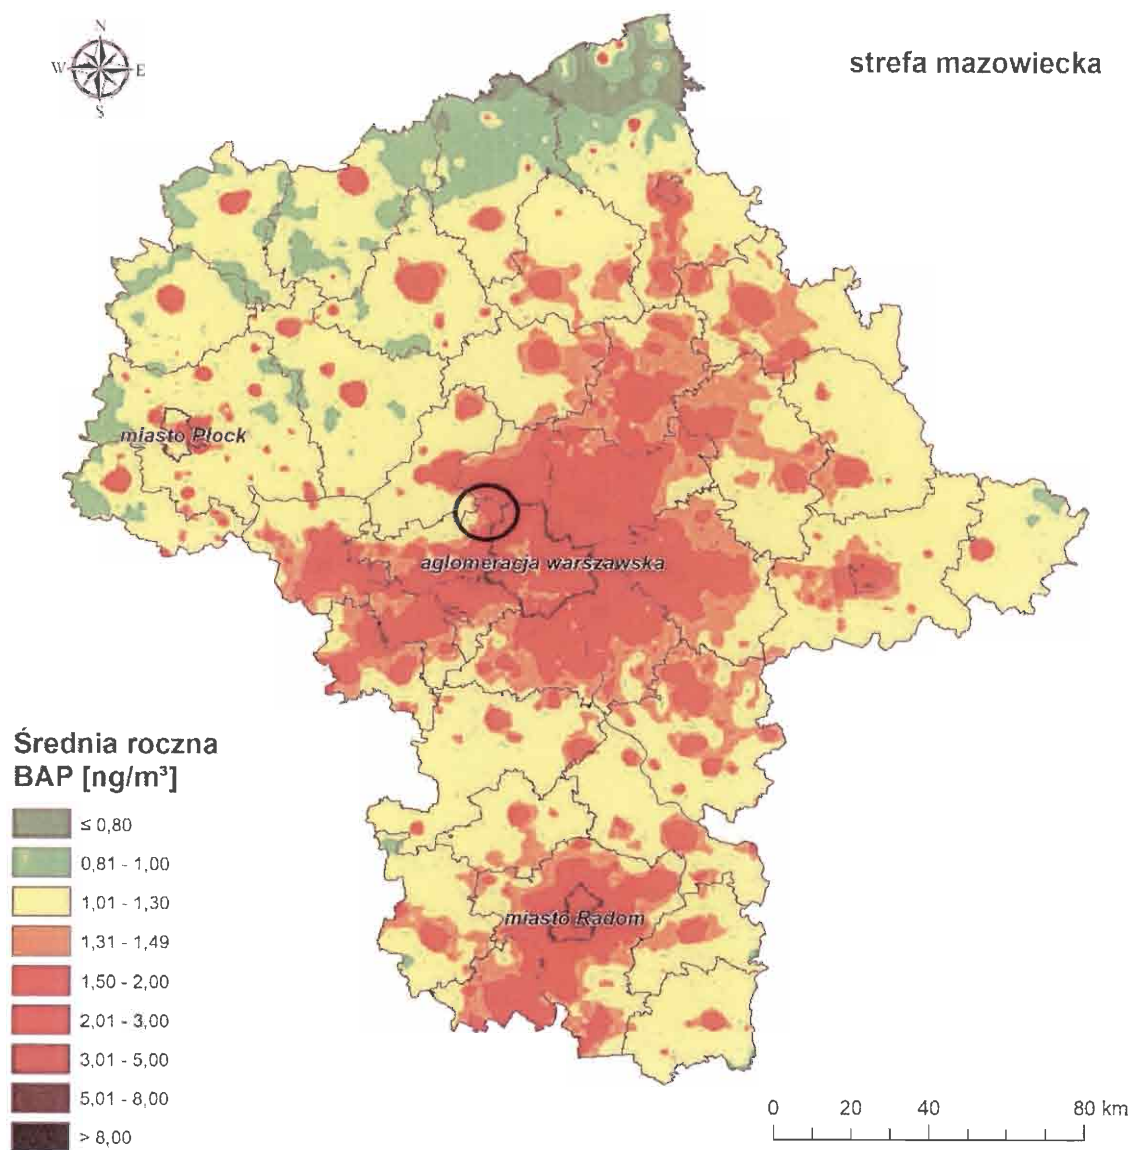 N
W E
S
strefa mazowiecka
miasto Płock
aglomeracja warszawska
miasto Radom
Średnia roczna
BAP [ng/m³]
≤ 0,80
0,81 - 1,00
1,01 - 1,30
1,31 - 1,49
1,50 - 2,00
2,01 - 3,00
3,01 - 5,00
5,01 - 8,00
> 8,00
0 20 40 80 km